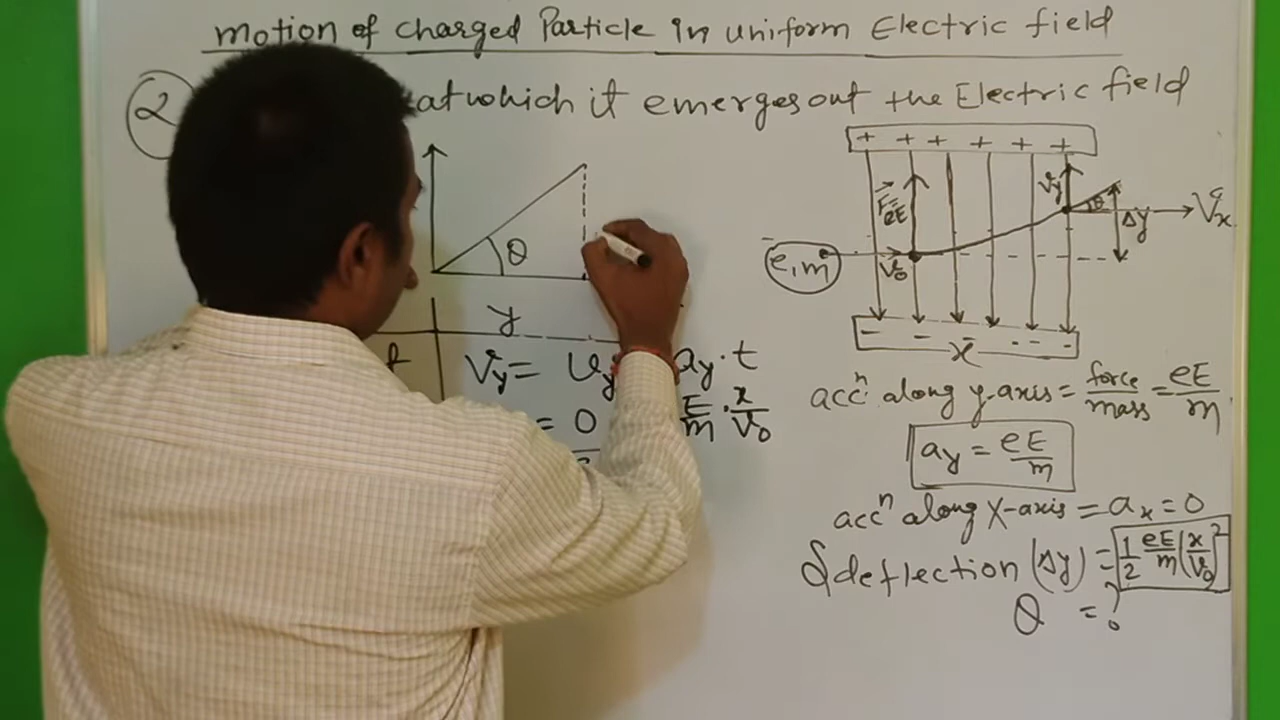 motion of charged Particle in uniform Electric field
2 at which it emerges out the Electric field
+ + + + + +
F⃗ eE
Vy
θ
Vx
Δy
e, m
V0
- - - - - -
x
θ
y
t
Vy = uy ay · t
= 0 E/m · x/V0
accⁿ along y-axis = force/mass = eE/m
ay = eE/m
accⁿ along X-axis = ax = 0
deflection (Δy) = 1/2 eE/m (x/V0)²
θ = ?